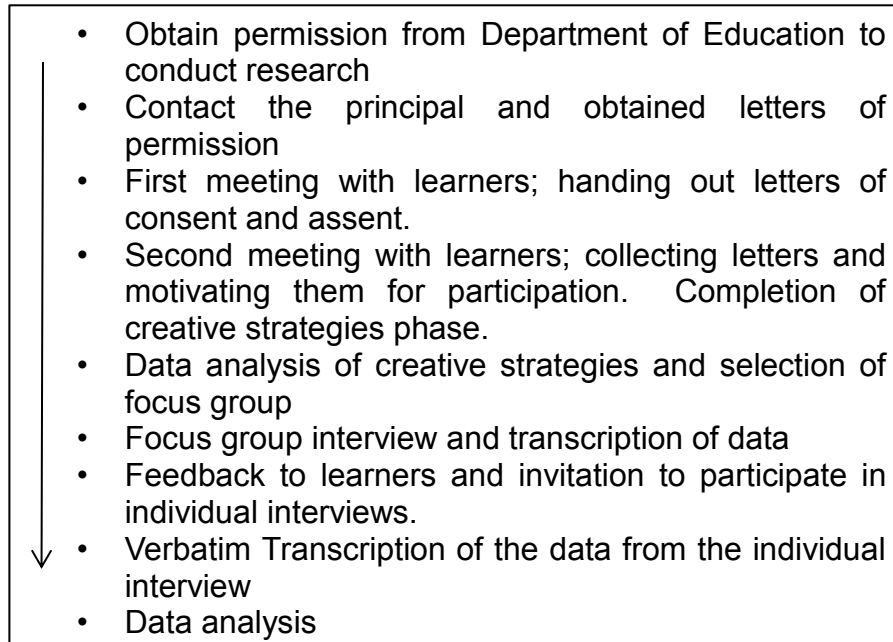 • Obtain permission from Department of Education to
conduct research
• Contact the principal and obtained letters of
permission
• First meeting with learners; handing out letters of
consent and assent.
• Second meeting with learners; collecting letters and
motivating them for participation. Completion of
creative strategies phase.
• Data analysis of creative strategies and selection of
focus group
• Focus group interview and transcription of data
• Feedback to learners and invitation to participate in
individual interviews.
• Verbatim Transcription of the data from the individual
interview
• Data analysis